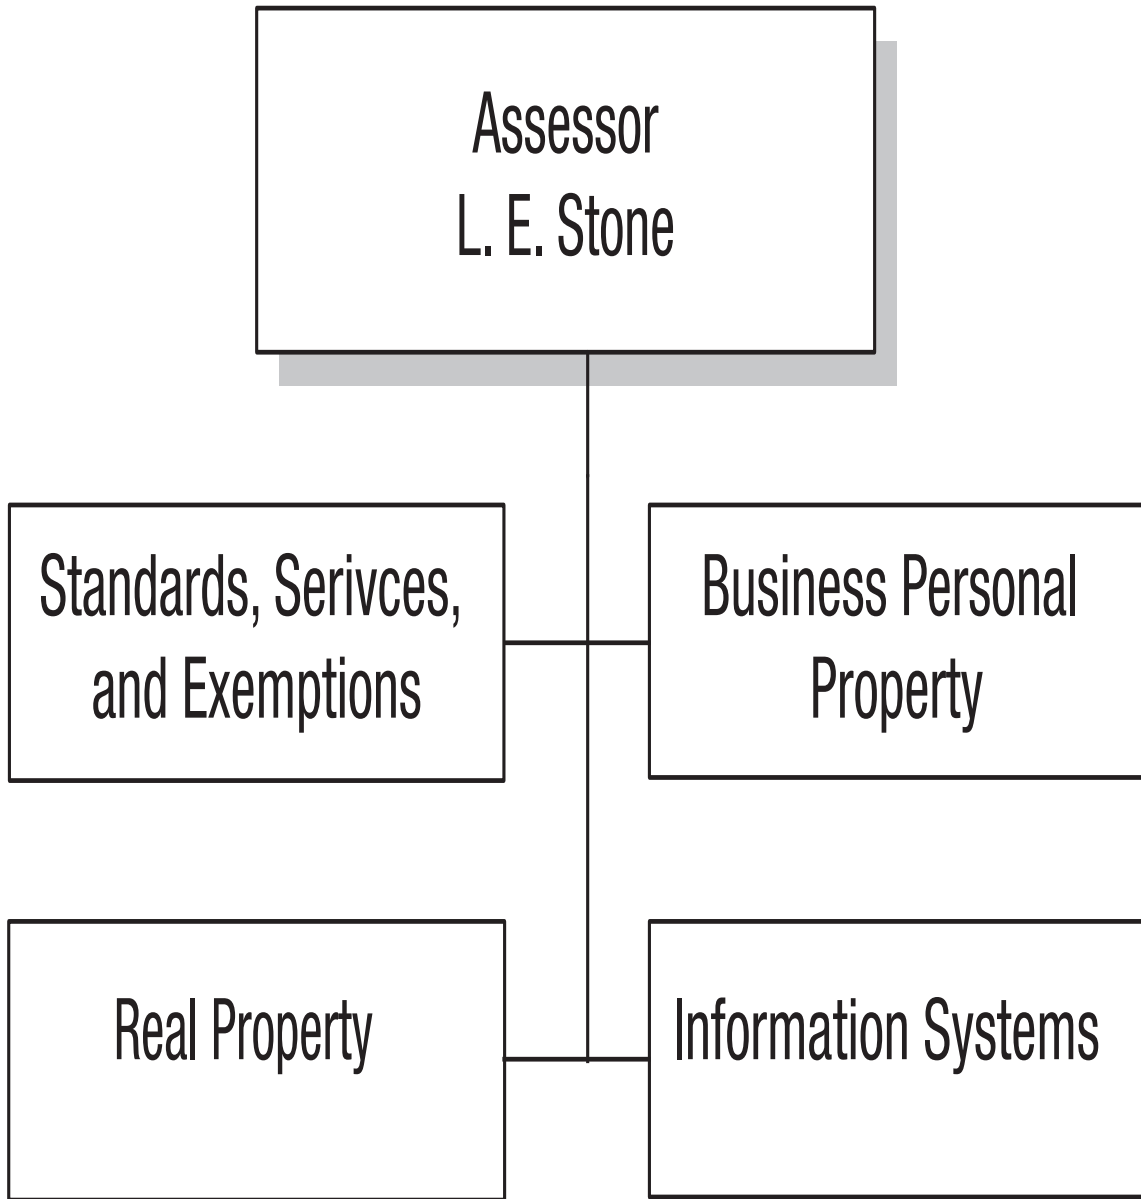 Assessor
L. E. Stone
Standards, Serivces,
and Exemptions
Business Personal
Property
Real Property
Information Systems